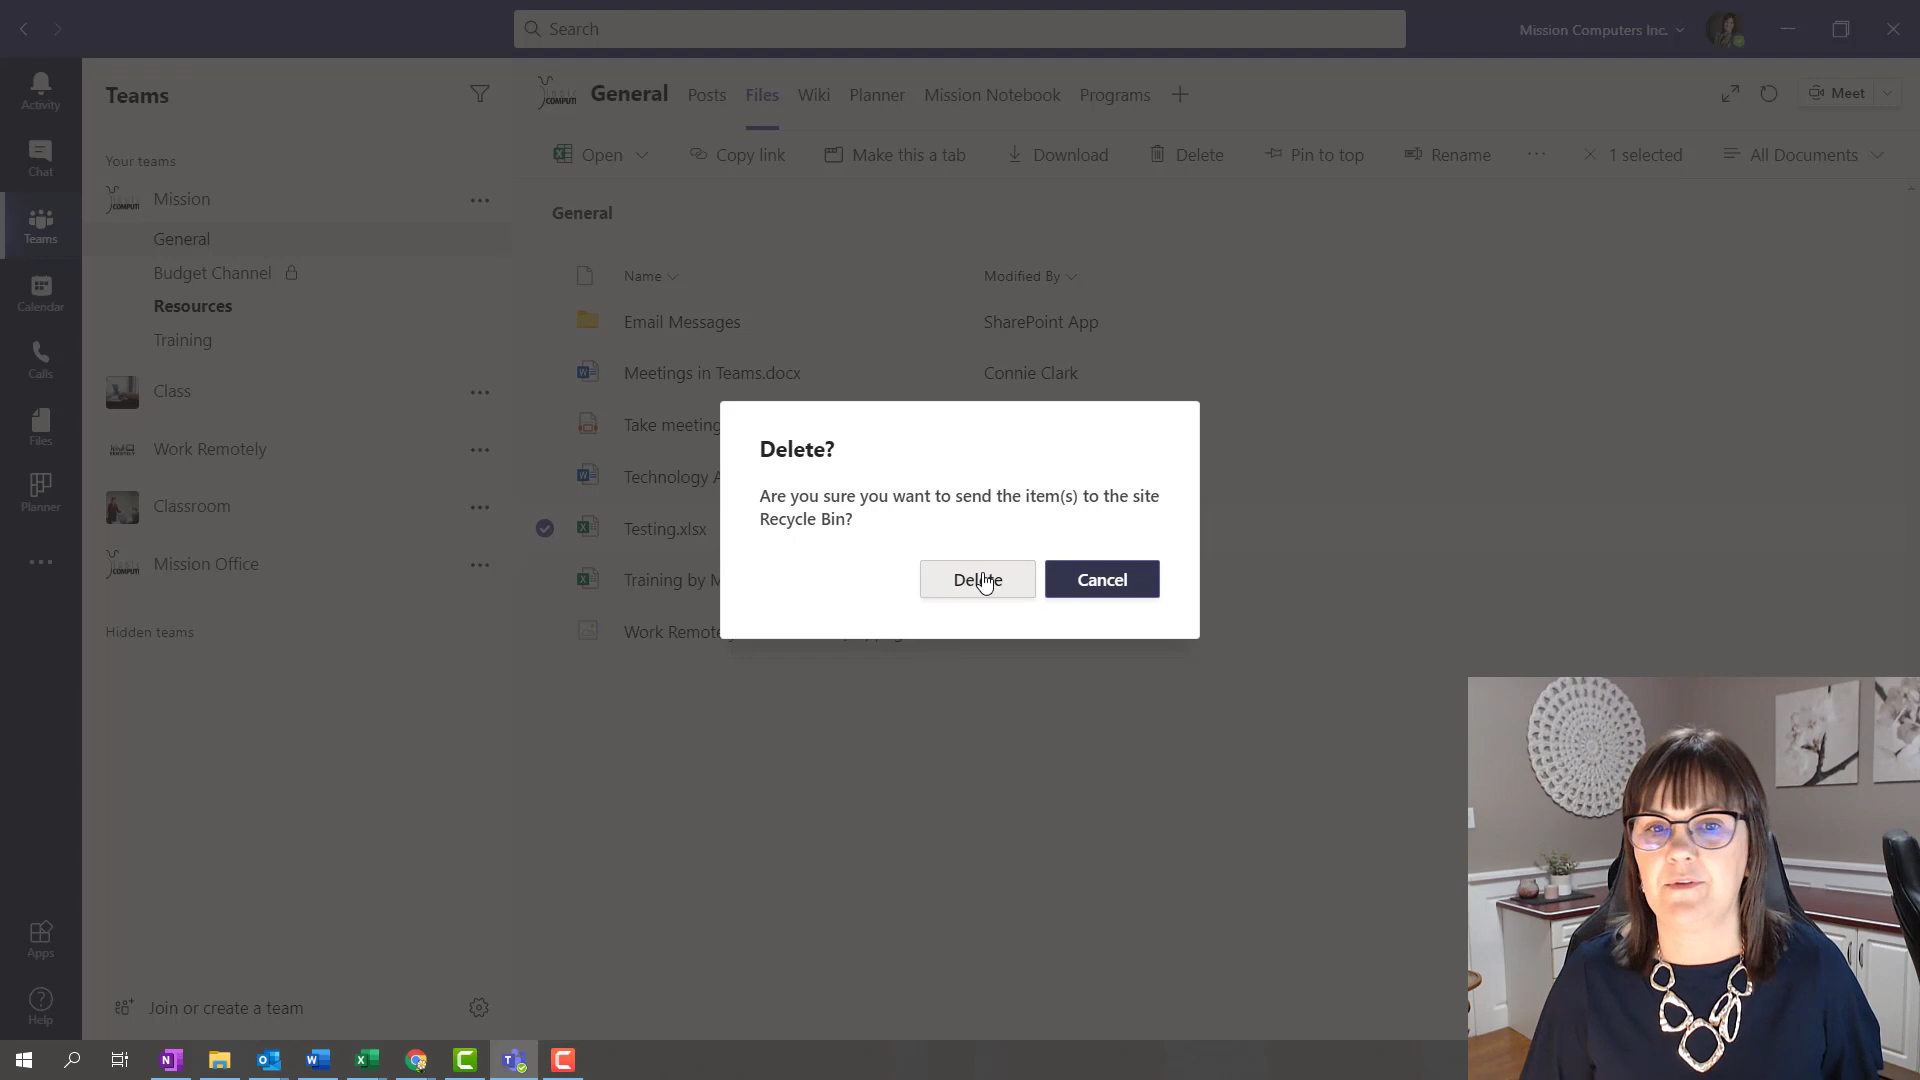 Search
Mission Computers Inc.
Activity
Chat
Teams
Calendar
Calls
Files
Planner
Apps
Help
Teams
Your teams
Mission
General
Budget Channel
Resources
Training
Class
Work Remotely
Classroom
Mission Office
Hidden teams
Join or create a team
General Posts Files Wiki Planner Mission Notebook Programs
Meet
Open Copy link Make this a tab Download Delete Pin to top Rename ... 1 selected All Documents
General
Name Modified By
Email Messages SharePoint App
Meetings in Teams.docx Connie Clark
Take meeting
Technology A
Testing.xlsx
Training by M
Work Remote
Delete?
Are you sure you want to send the item(s) to the site
Recycle Bin?
Delete Cancel